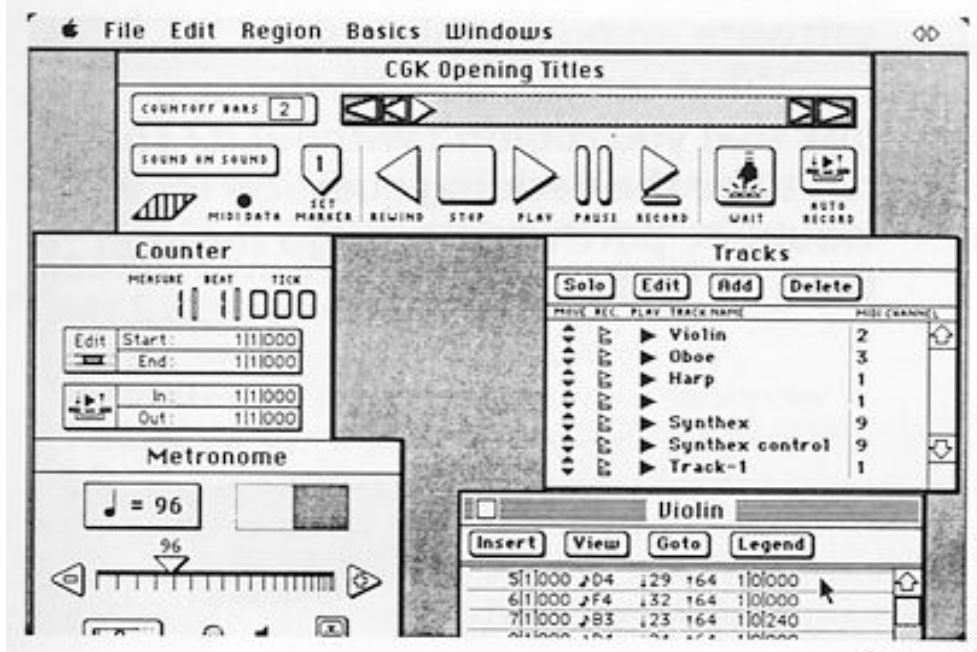 File Edit Region Basics Windows
CGK Opening Titles
COUNTOFF BARS 2
SOUND ON SOUND
1
MIDI DATA SET MARKER REWIND STOP PLAY PAUSE RECORD WAIT AUTO RECORD
Counter
MEASURE BEAT TICK
1| 1|000
Edit Start: 1|1|000
End: 1|1|000
In: 1|1|000
Out: 1|1|000
Tracks
Solo Edit Add Delete
MOVE REC. PLAY TRACK NAME MIDI CHANNEL
Violin 2
Oboe 3
Harp 1
1
Synthex 9
Synthex control 9
Track-1 1
Metronome
♩ = 96
96
Violin
Insert View Goto Legend
5|1|000 ♪D4 ↓29 ↑64 1|0|000
6|1|000 ♪F4 ↓32 ↑64 1|0|000
7|1|000 ♪B3 ↓23 ↑64 1|0|240